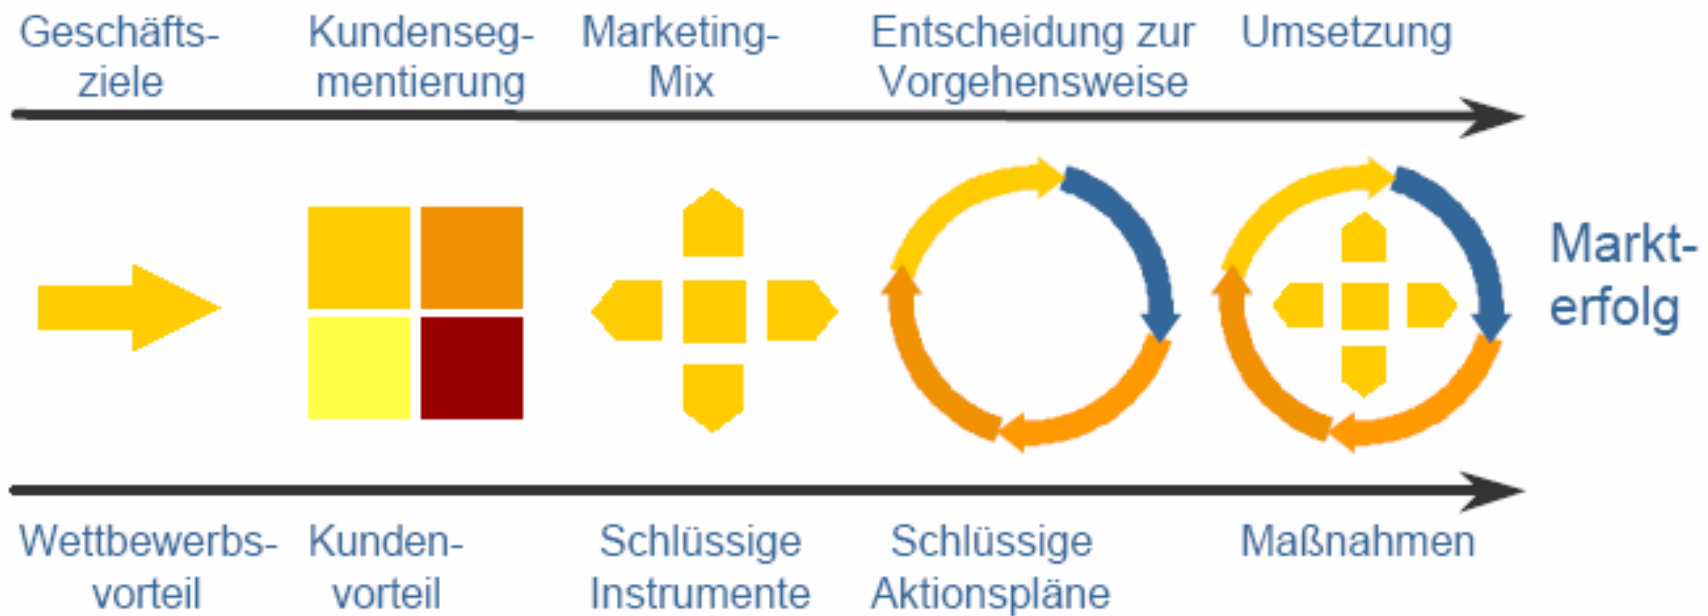 Geschäfts-
ziele
Kundenseg-
mentierung
Marketing-
Mix
Entscheidung zur
Vorgehensweise
Umsetzung
Markt-
erfolg
Wettbewerbs-
vorteil
Kunden-
vorteil
Schlüssige
Instrumente
Schlüssige
Aktionspläne
Maßnahmen